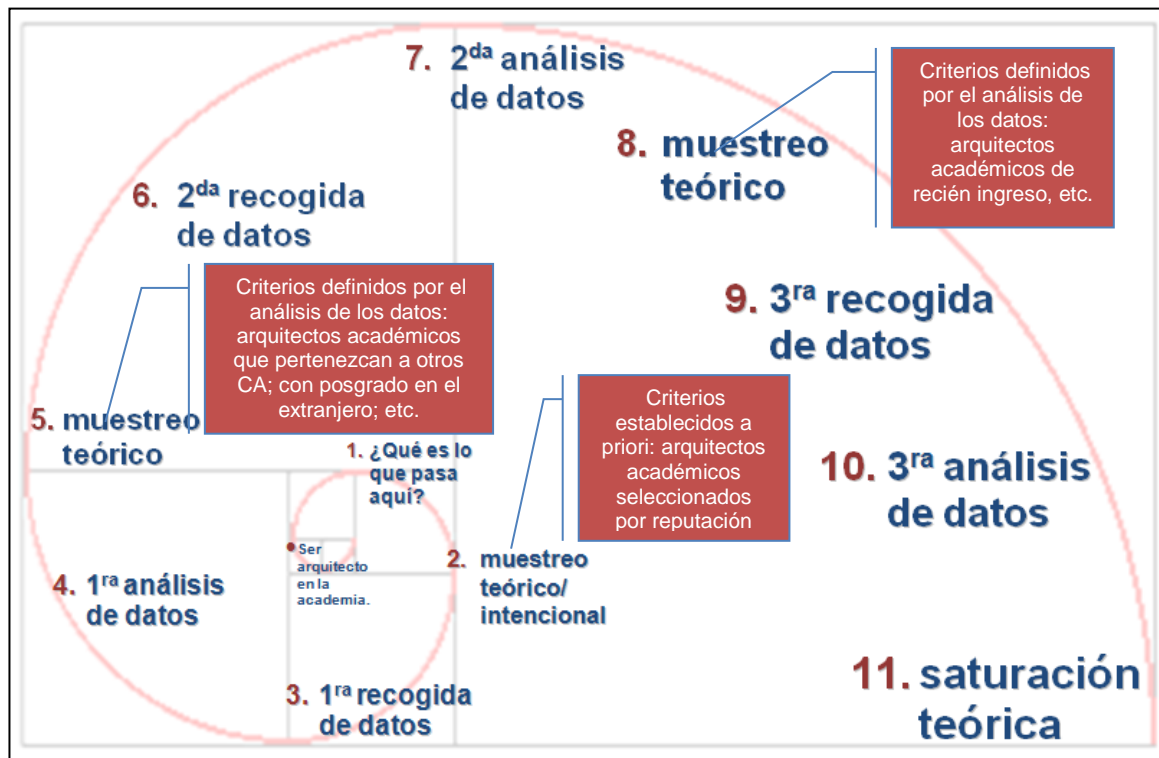 7. 2da análisis
de datos
Criterios definidos
por el análisis de
los datos:
arquitectos
académicos
de recién
ingreso, etc.
8. muestreo
teórico
6. 2da recogida
de datos
Criterios definidos por el
análisis de los datos:
arquitectos académicos
que pertenezcan a otros
CA; con posgrado en el
extranjero; etc.
9. 3ra recogida
de datos
5. muestreo
teórico
Criterios
establecidos a
priori: arquitectos
académicos
seleccionados
por reputación
1. ¿Qué es lo
que pasa
aquí?
10. 3ra análisis
de datos
• Ser
arquitecto
en la
academia.
2. muestreo
teórico/
intencional
4. 1ra análisis
de datos
3. 1ra recogida
de datos
11. saturación
teórica